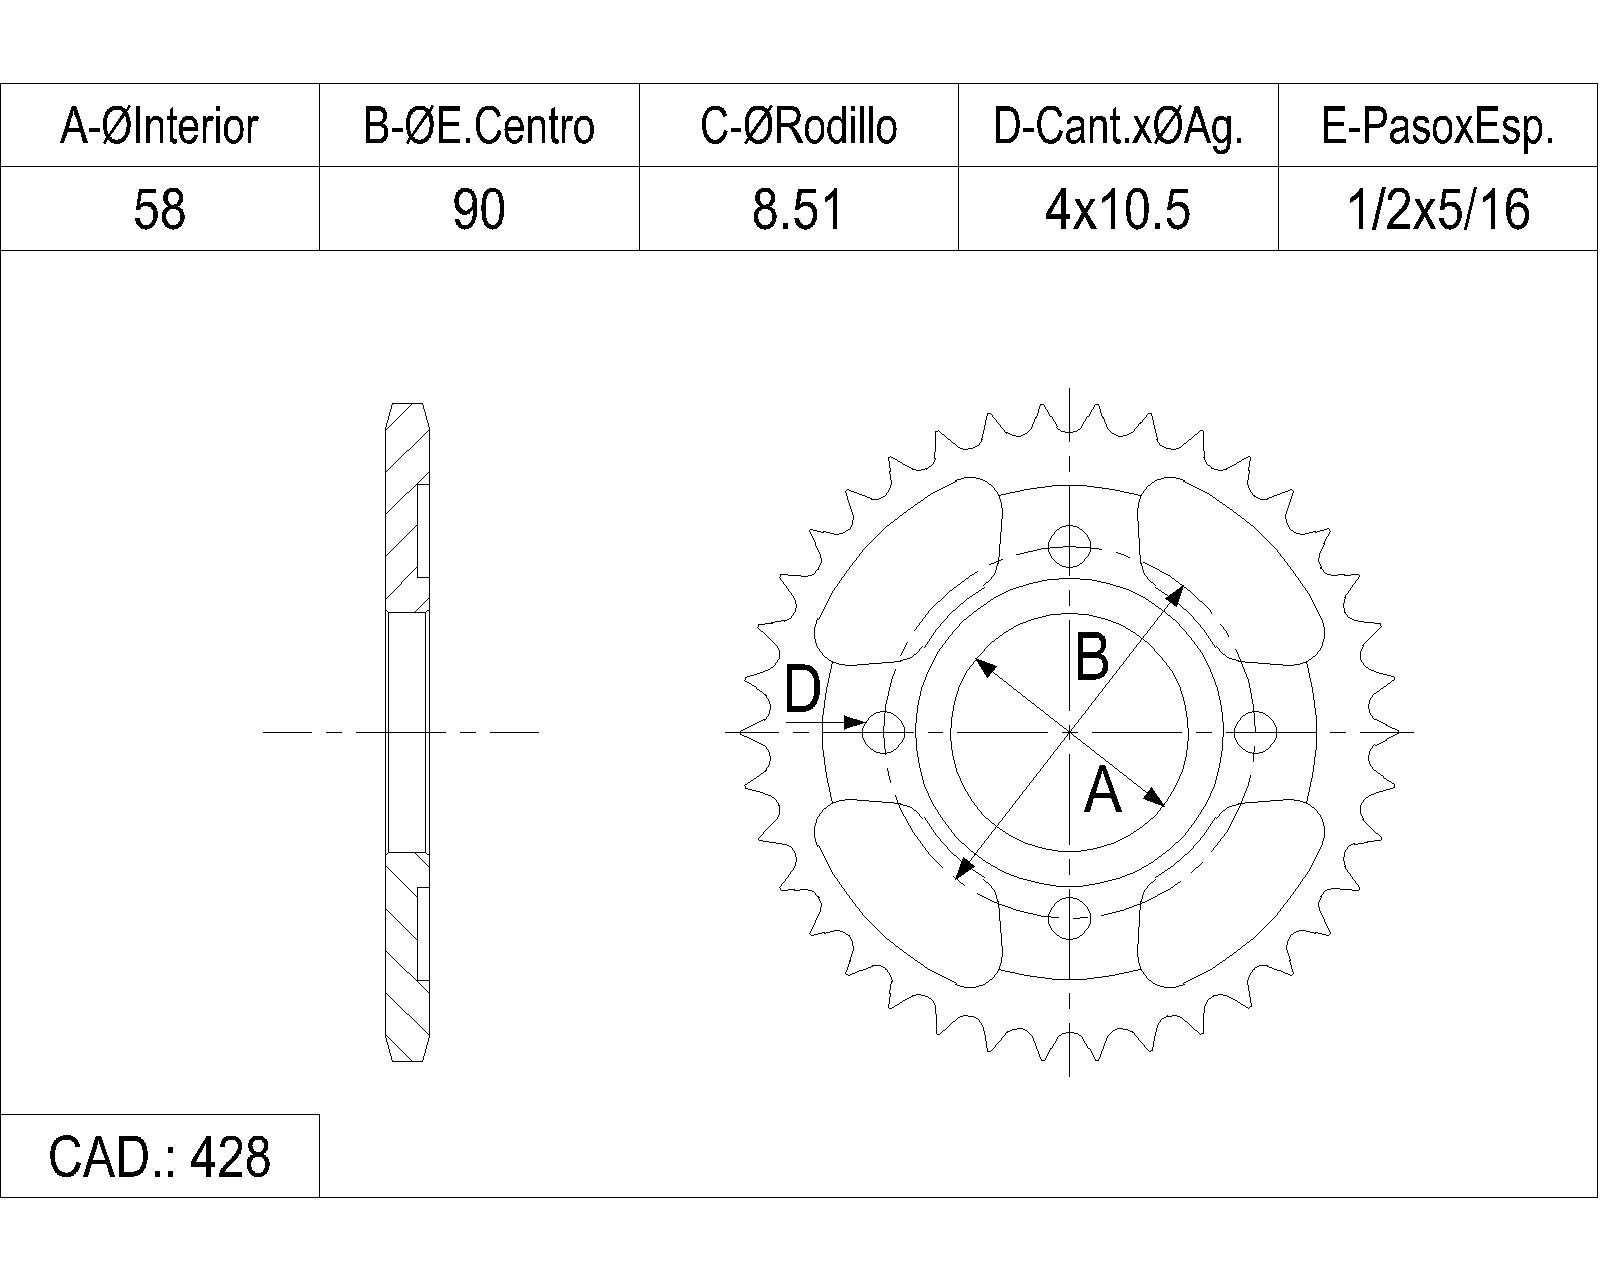 A-ØInterior B-ØE.Centro C-ØRodillo D-Cant.xØAg. E-PasoxEsp.
58 90 8.51 4x10.5 1/2x5/16
B
D
A
CAD.: 428